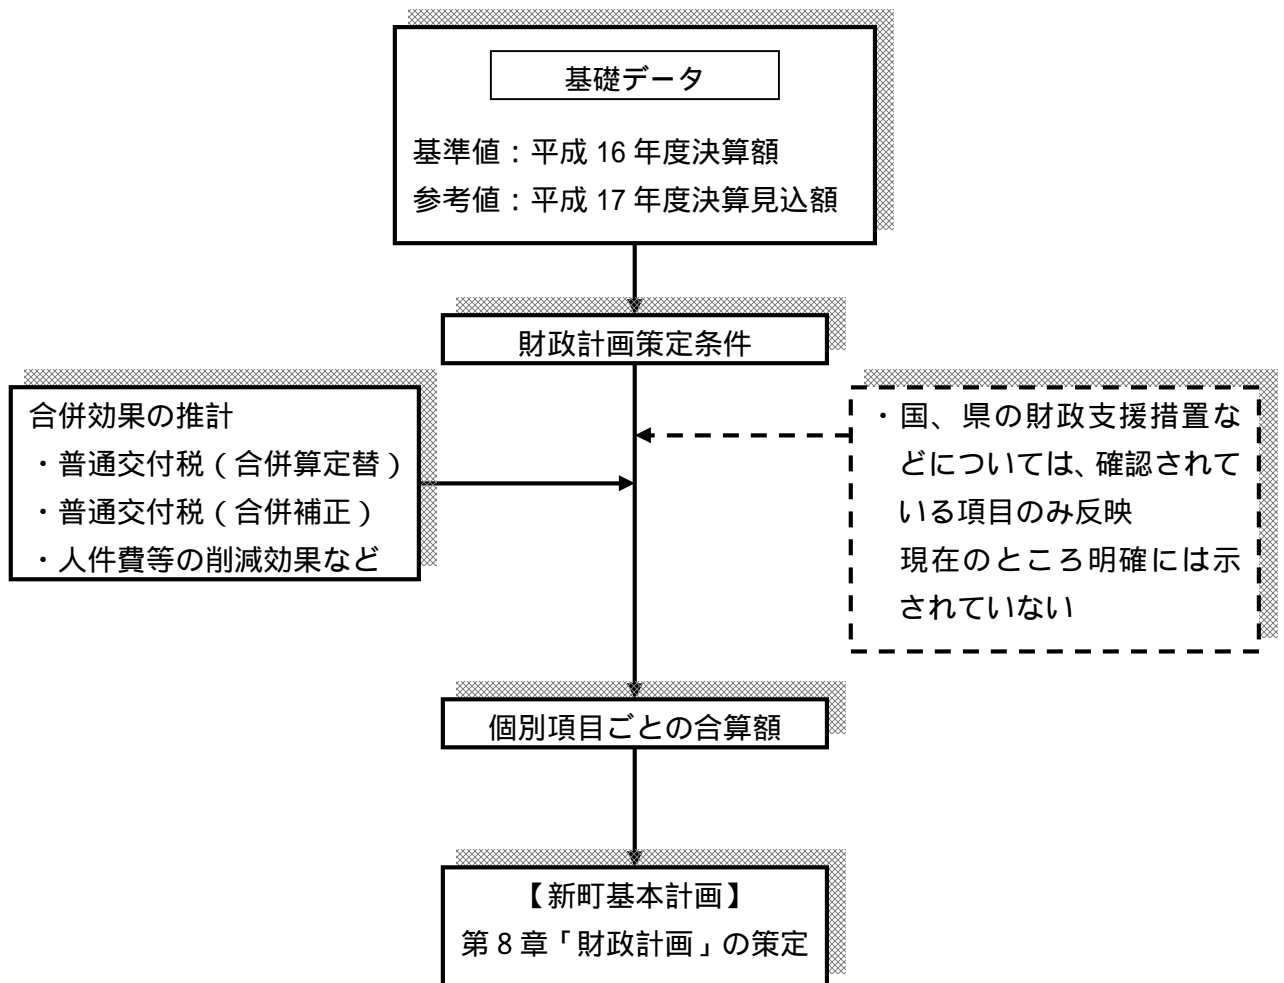 基礎データ
基準値：平成 16 年度決算額
参考値：平成 17 年度決算見込額
財政計画策定条件
合併効果の推計
・普通交付税（合併算定替）
・普通交付税（合併補正）
・人件費等の削減効果など
・国、県の財政支援措置な
どについては、確認されて
いる項目のみ反映
現在のところ明確には示
されていない
個別項目ごとの合算額
【新町基本計画】
第８章「財政計画」の策定